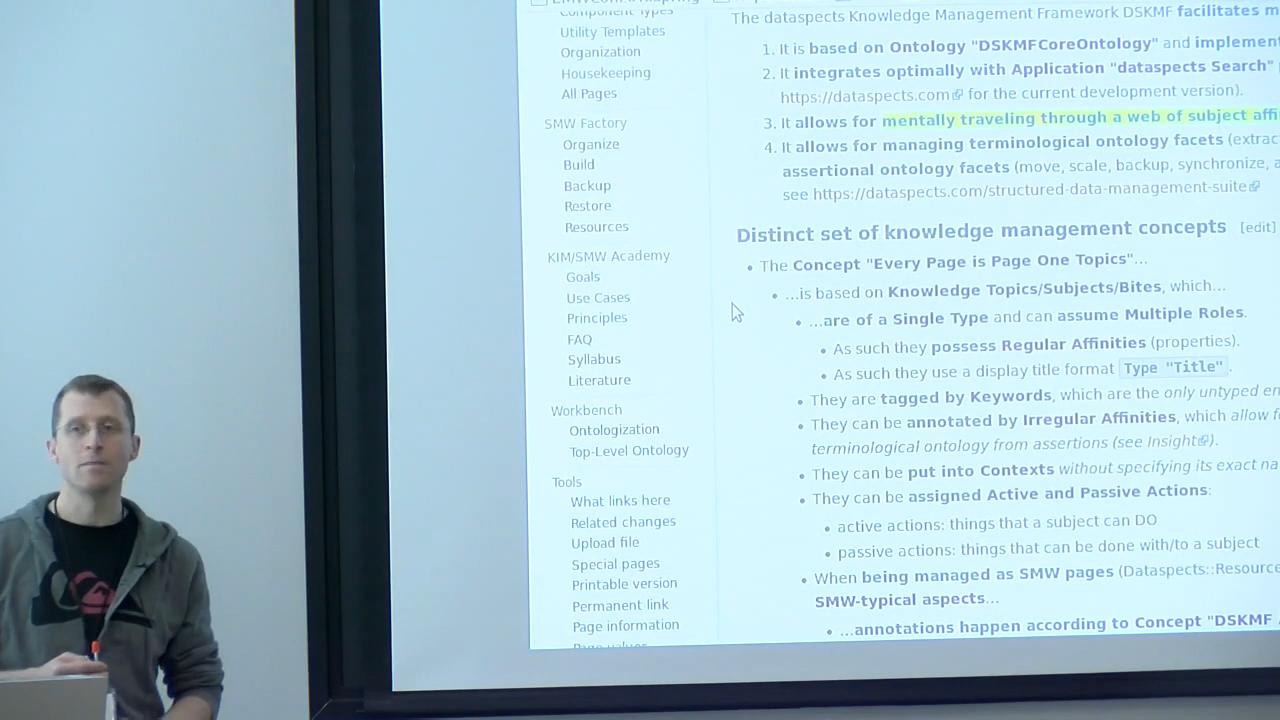 Component Types
Utility Templates
Organization
Housekeeping
All Pages
SMW Factory
Organize
Build
Backup
Restore
Resources
KIM/SMW Academy
Goals
Use Cases
Principles
FAQ
Syllabus
Literature
Workbench
Ontologization
Top-Level Ontology
Tools
What links here
Related changes
Upload file
Special pages
Printable version
Permanent link
Page information
Page values
The dataspects Knowledge Management Framework DSKMF facilitates m
1. It is based on Ontology "DSKMFCoreOntology" and implement
2. It integrates optimally with Application "dataspects Search"
https://dataspects.com for the current development version).
3. It allows for mentally traveling through a web of subject affi
4. It allows for managing terminological ontology facets (extrac
assertional ontology facets (move, scale, backup, synchronize, a
see https://dataspects.com/structured-data-management-suite
Distinct set of knowledge management concepts [edit]
• The Concept "Every Page is Page One Topics"...
• ...is based on Knowledge Topics/Subjects/Bites, which...
• ...are of a Single Type and can assume Multiple Roles.
• As such they possess Regular Affinities (properties).
• As such they use a display title format Type "Title".
• They are tagged by Keywords, which are the only untyped en
• They can be annotated by Irregular Affinities, which allow f
terminological ontology from assertions (see Insight).
• They can be put into Contexts without specifying its exact na
• They can be assigned Active and Passive Actions:
• active actions: things that a subject can DO
• passive actions: things that can be done with/to a subject
• When being managed as SMW pages (Dataspects::Resource
SMW-typical aspects...
• ...annotations happen according to Concept "DSKMF